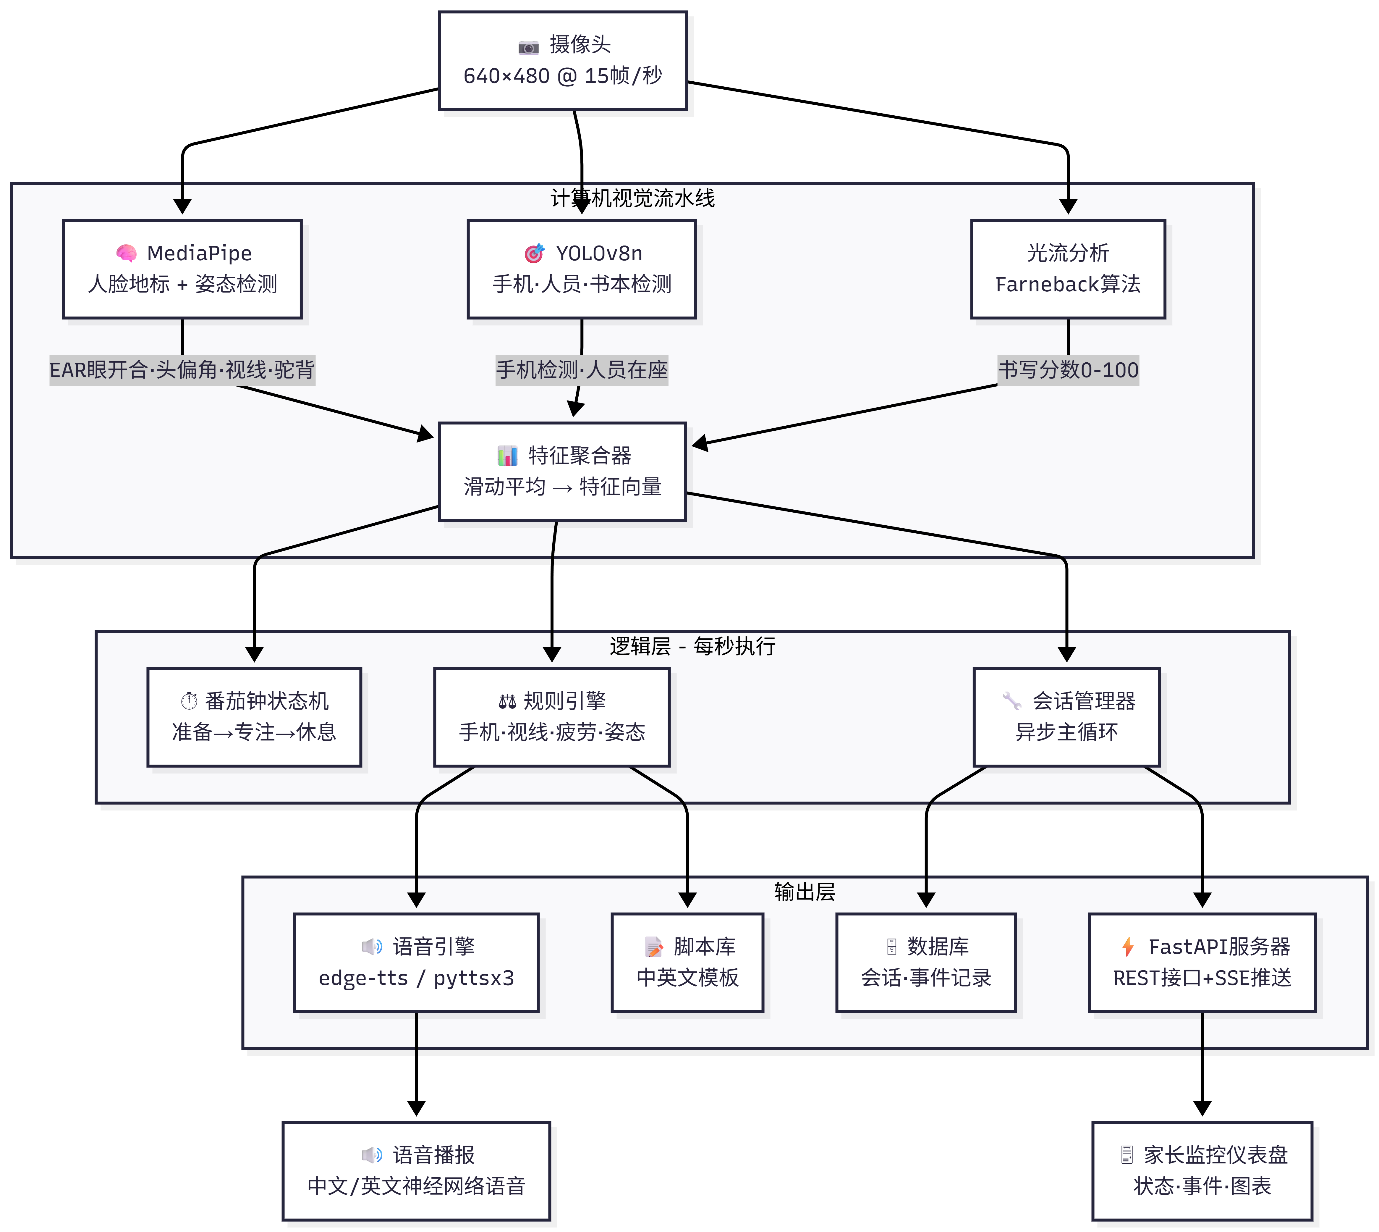 📷 摄像头
640×480 @ 15帧/秒
计算机视觉流水线
🧠 MediaPipe
人脸地标 + 姿态检测
🎯 YOLOv8n
手机·人员·书本检测
光流分析
Farneback算法
EAR眼开合·头偏角·视线·驼背
手机检测·人员在座
书写分数0-100
📊 特征聚合器
滑动平均 → 特征向量
逻辑层 - 每秒执行
⏱ 番茄钟状态机
准备→专注→休息
⚖ 规则引擎
手机·视线·疲劳·姿态
🔧 会话管理器
异步主循环
输出层
🔊 语音引擎
edge-tts / pyttsx3
📝 脚本库
中英文模板
🗄 数据库
会话·事件记录
⚡ FastAPI服务器
REST接口+SSE推送
🔊 语音播报
中文/英文神经网络语音
🖥 家长监控仪表盘
状态·事件·图表